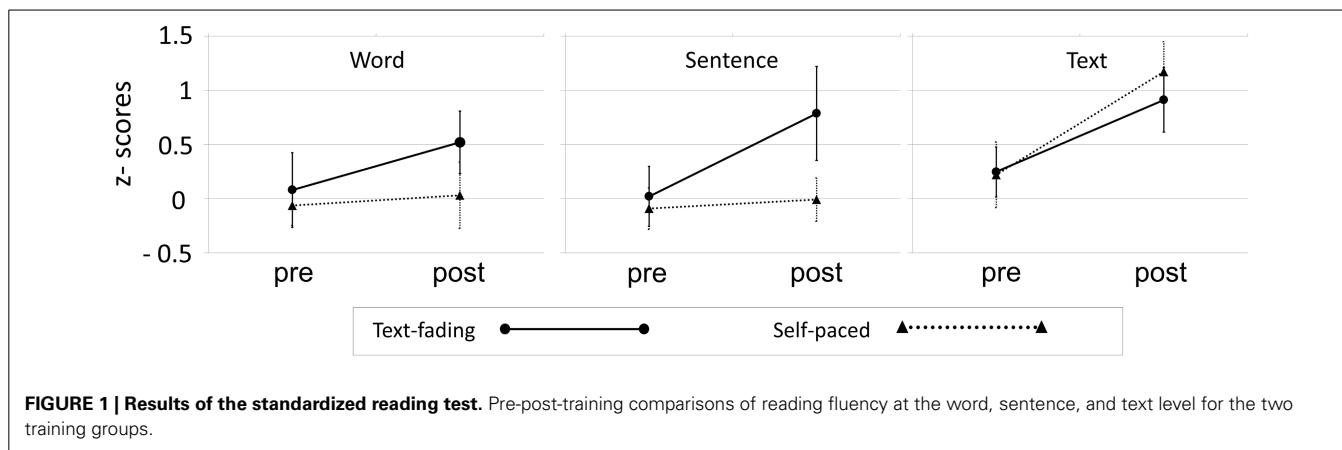 1.5
1
0.5
0
- 0.5
z- scores
Word
Sentence
Text
pre
post
pre
post
pre
post
Text-fading
Self-paced
FIGURE 1 | Results of the standardized reading test. Pre-post-training comparisons of reading fluency at the word, sentence, and text level for the two
training groups.